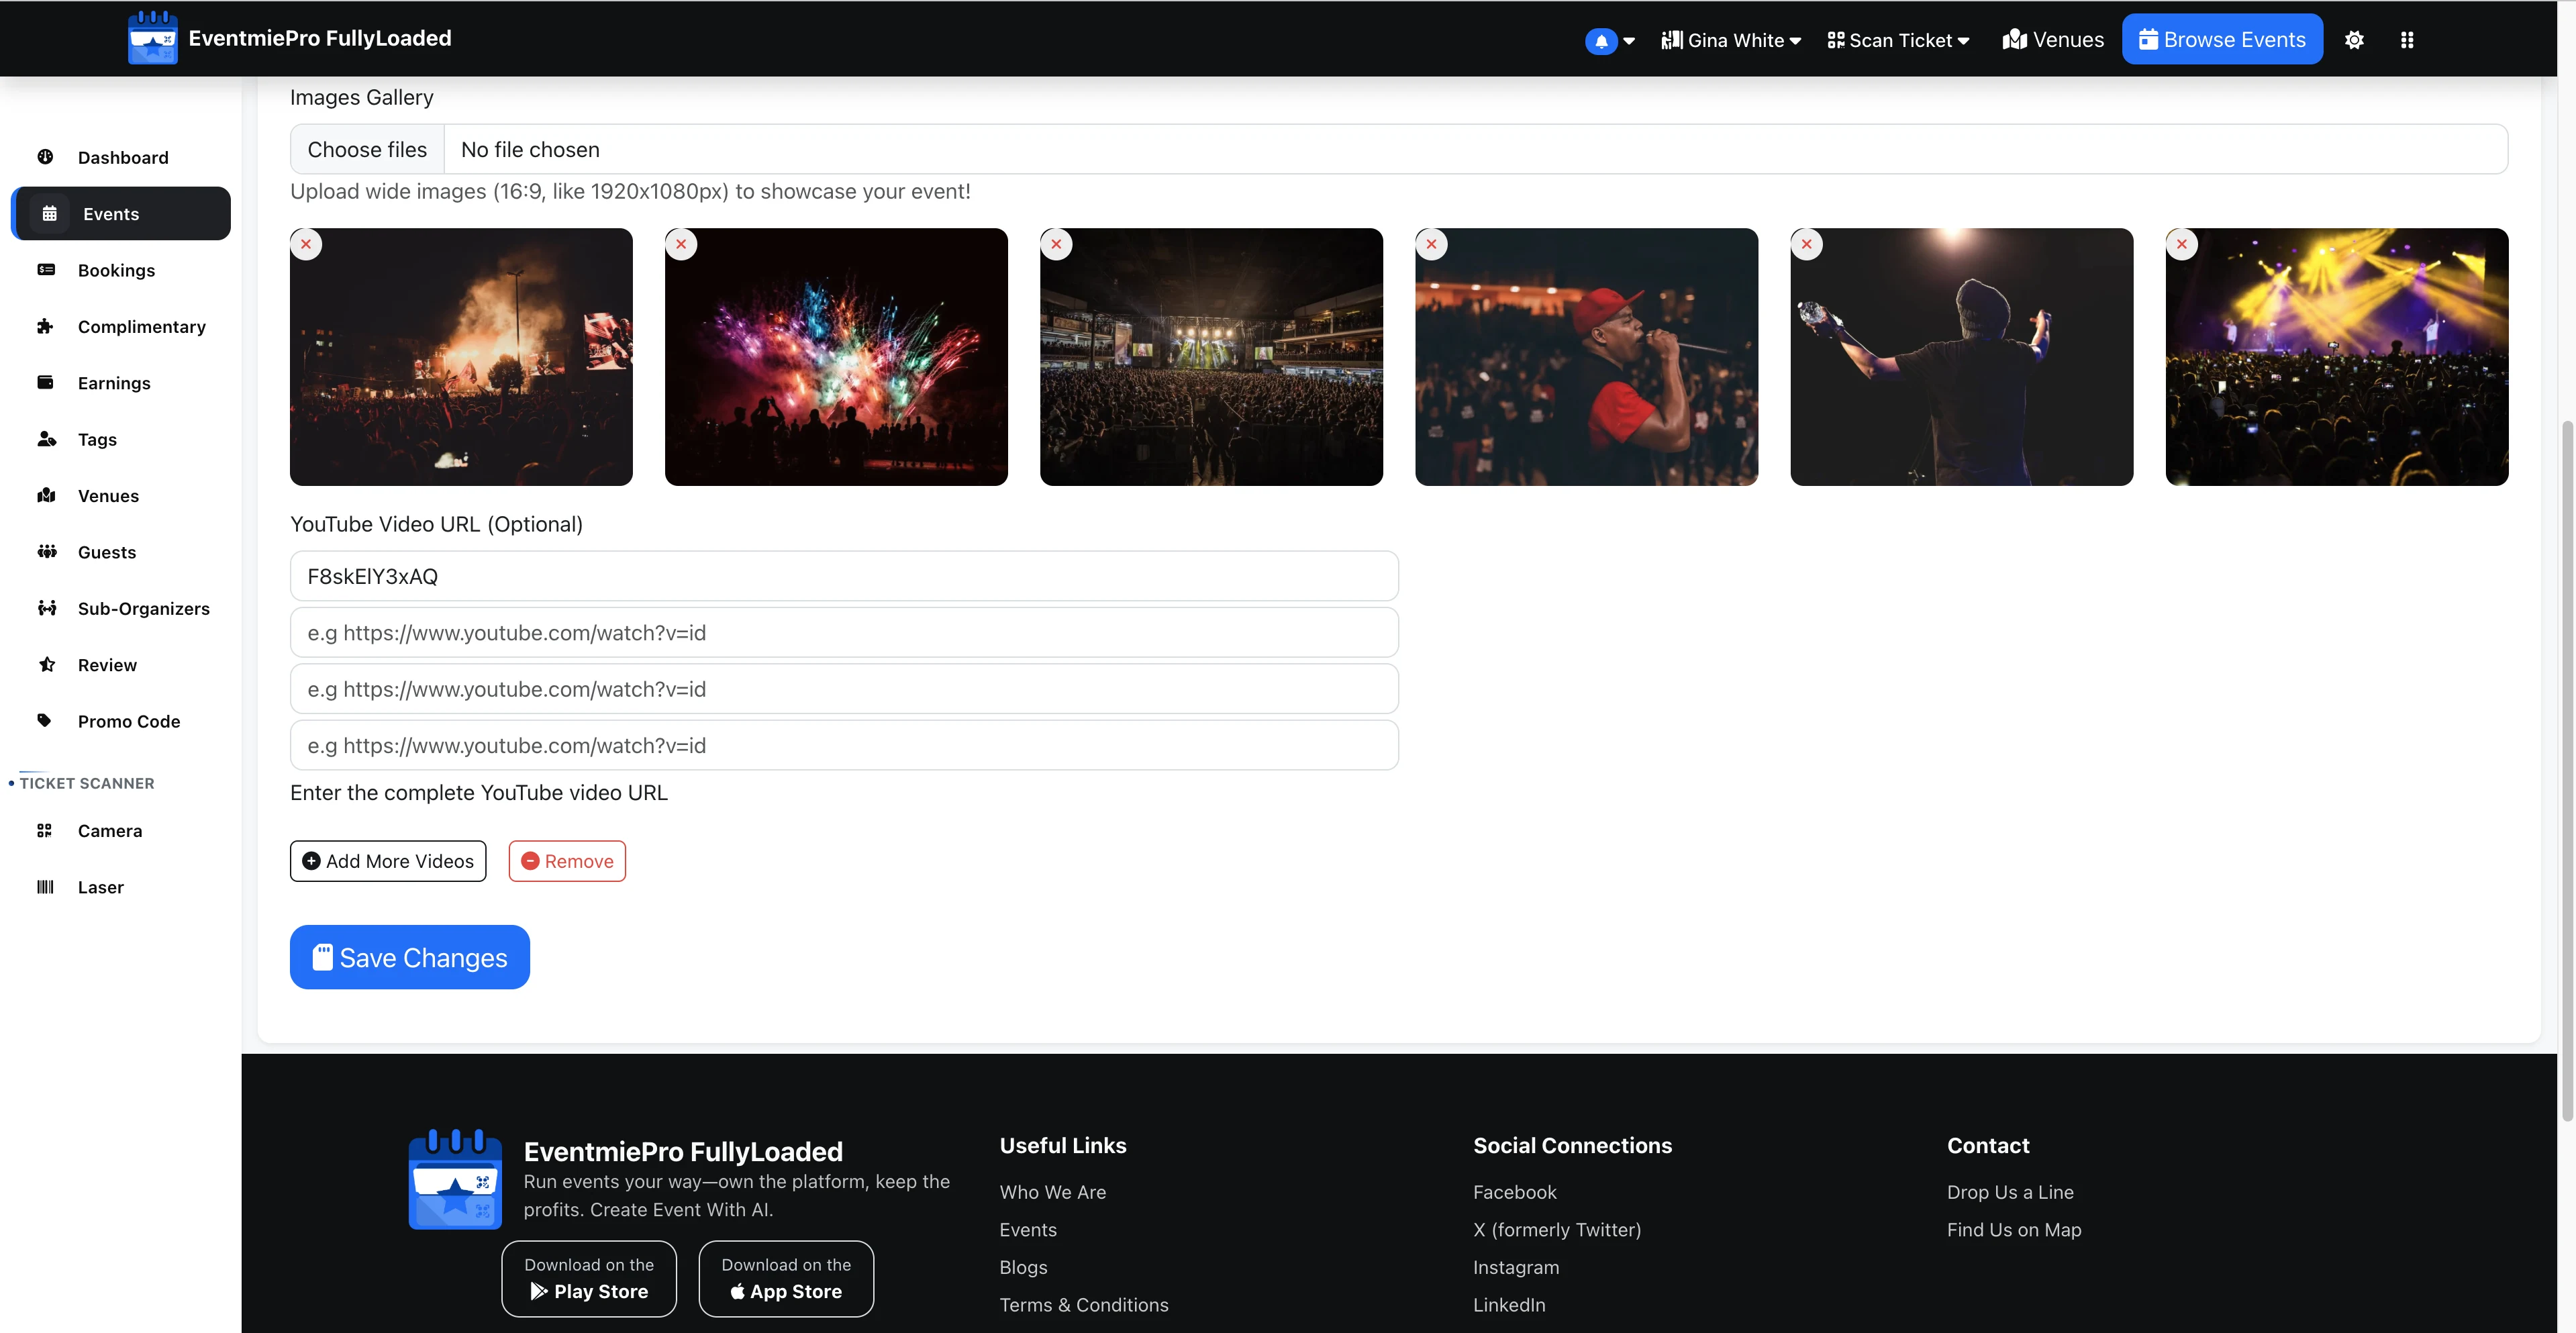 EventmiePro FullyLoaded
Gina White
Scan Ticket
Venues
Browse Events
Dashboard
Events
Bookings
Complimentary
Earnings
Tags
Venues
Guests
Sub-Organizers
Review
Promo Code
TICKET SCANNER
Camera
Laser
Images Gallery
Choose files No file chosen
Upload wide images (16:9, like 1920x1080px) to showcase your event!
YouTube Video URL (Optional)
F8skElY3xAQ
e.g https://www.youtube.com/watch?v=id
e.g https://www.youtube.com/watch?v=id
e.g https://www.youtube.com/watch?v=id
Enter the complete YouTube video URL
Add More Videos
Remove
Save Changes
EventmiePro FullyLoaded
Run events your way—own the platform, keep the
profits. Create Event With AI.
Download on the
Play Store
Download on the
App Store
Useful Links
Who We Are
Events
Blogs
Terms & Conditions
Social Connections
Facebook
X (formerly Twitter)
Instagram
LinkedIn
Contact
Drop Us a Line
Find Us on Map